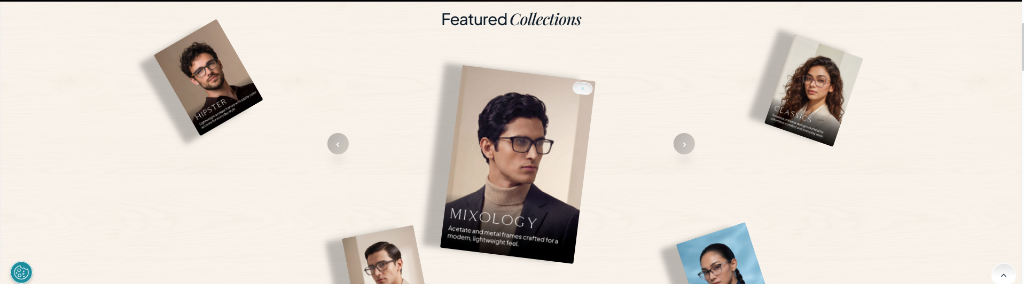 Featured Collections
HIPSTER
CLASSICS
MIXOLOGY
Acetate and metal frames crafted for a
modern, lightweight feel.